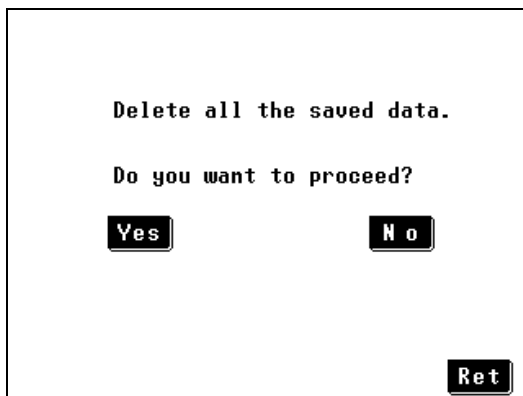 Delete all the saved data.
Do you want to proceed?
Yes No
Ret